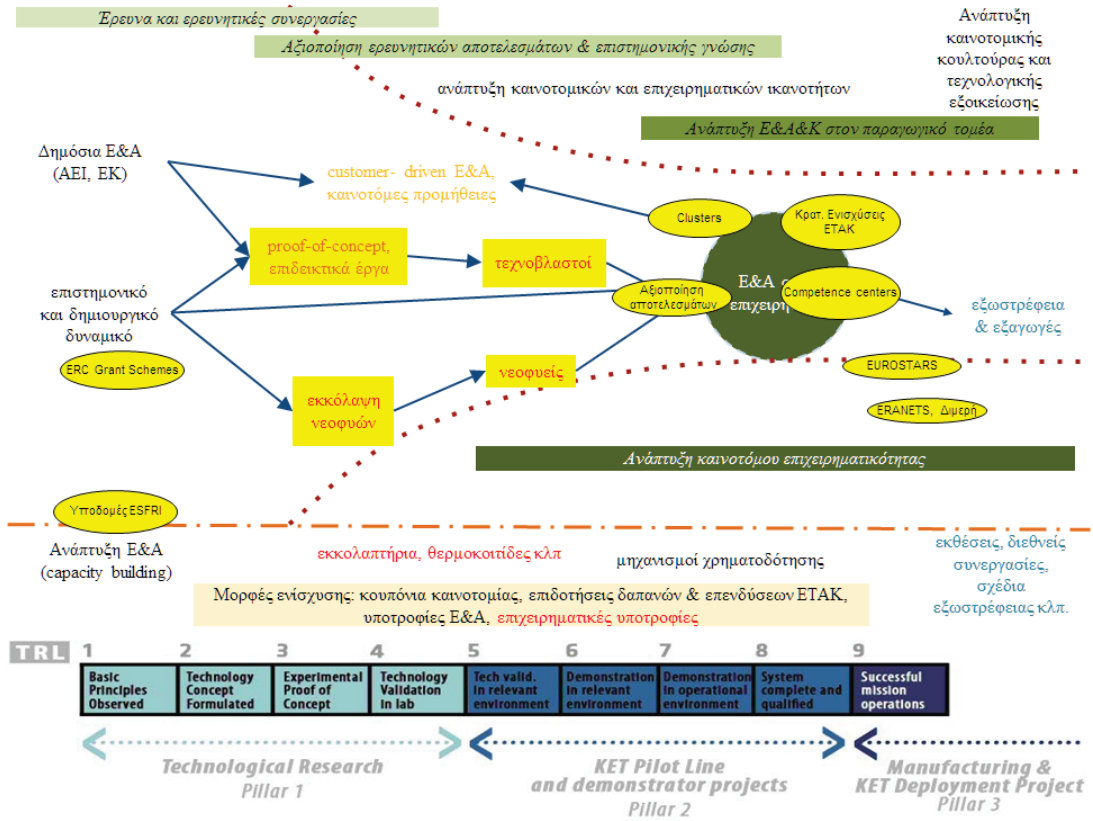 Έρευνα και ερευνητικές συνεργασίες
Αξιοποίηση ερευνητικών αποτελεσμάτων & επιστημονικής γνώσης
Ανάπτυξη
καινοτομικής
κουλτούρας και
τεχνολογικής
εξοικείωσης
ανάπτυξη καινοτομικών και επιχειρηματικών ικανοτήτων
Ανάπτυξη Ε&Α&Κ στον παραγωγικό τομέα
Δημόσια Ε&Α
(ΑΕΙ, ΕΚ)
customer- driven Ε&Α,
καινοτόμες προμήθειες
Clusters
Κρατ. Ενισχύσεις
ΕΤΑΚ
proof-of-concept,
επιδεικτικά έργα
τεχνοβλαστοί
Ε&Α
επιχειρη
Αξιοποίηση
αποτελεσμάτων
Competence centers
επιστημονικό
και δημιουργικό
δυναμικό
εξωστρέφεια
& εξαγωγές
ERC Grant Schemes
νεοφυείς
EUROSTARS
εκκόλαψη
νεοφυών
ERANETS, Διμερή
Ανάπτυξη καινοτόμου επιχειρηματικότητας
Υποδομές ESFRI
Ανάπτυξη Ε&Α
(capacity building)
εκκολαπτήρια, θερμοκοιτίδες κλπ
μηχανισμοί χρηματοδότησης
εκθέσεις, διεθνείς
συνεργασίες,
σχέδια
εξωστρέφειας κλπ.
Μορφές ενίσχυσης: κουπόνια καινοτομίας, επιδοτήσεις δαπανών & επενδύσεων ΕΤΑΚ,
υποτροφίες Ε&Α, επιχειρηματικές υποτροφίες
TRL 1 2 3 4 5 6 7 8 9
Basic
Principles
Observed
Technology
Concept
Formulated
Experimental
Proof of
Concept
Technology
Validation
In lab
Tech valid.
In relevant
environment
Demonstration
in relevant
environment
Demonstration
in operational
environment
System
complete and
qualified
Successful
mission
operations
Technological Research
Pillar 1
KET Pilot Line
and demonstrator projects
Pillar 2
Manufacturing &
KET Deployment Project
Pillar 3